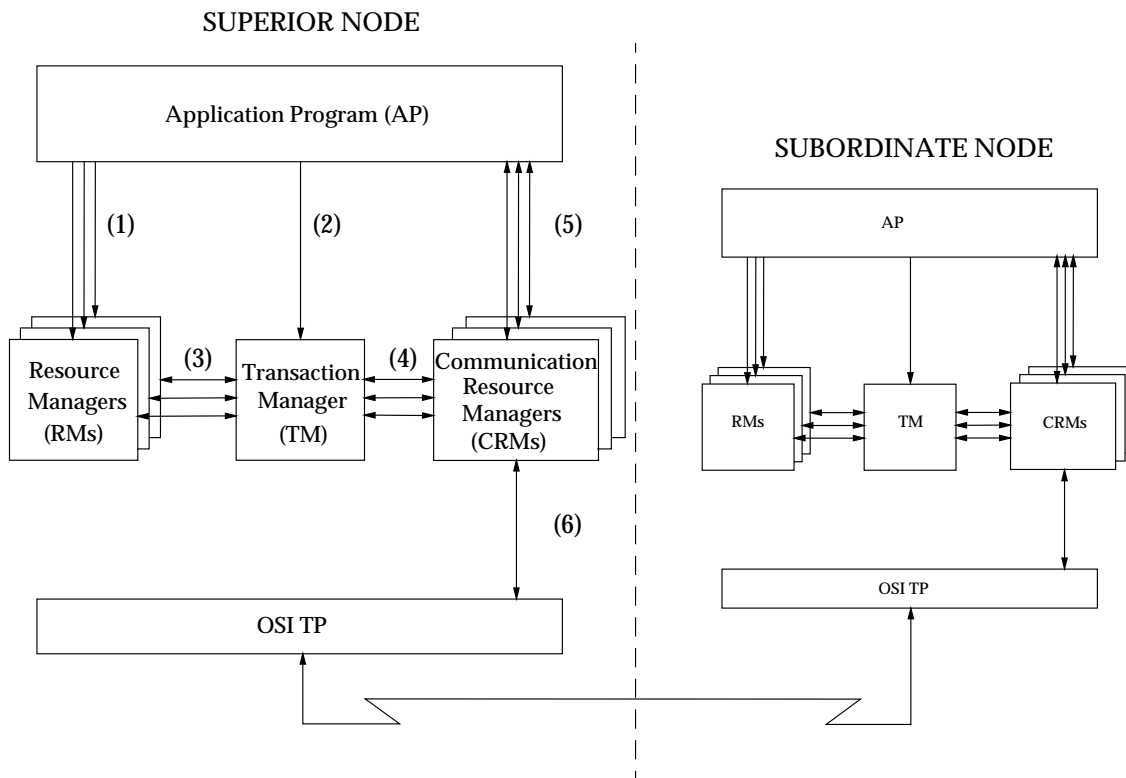 SUPERIOR NODE
Application Program (AP)
(1)
(2)
(5)
Resource
Managers
(RMs)
(3)
Transaction
Manager
(TM)
(4)
Communication
Resource
Managers
(CRMs)
(6)
OSI TP
SUBORDINATE NODE
AP
RMs
TM
CRMs
OSI TP